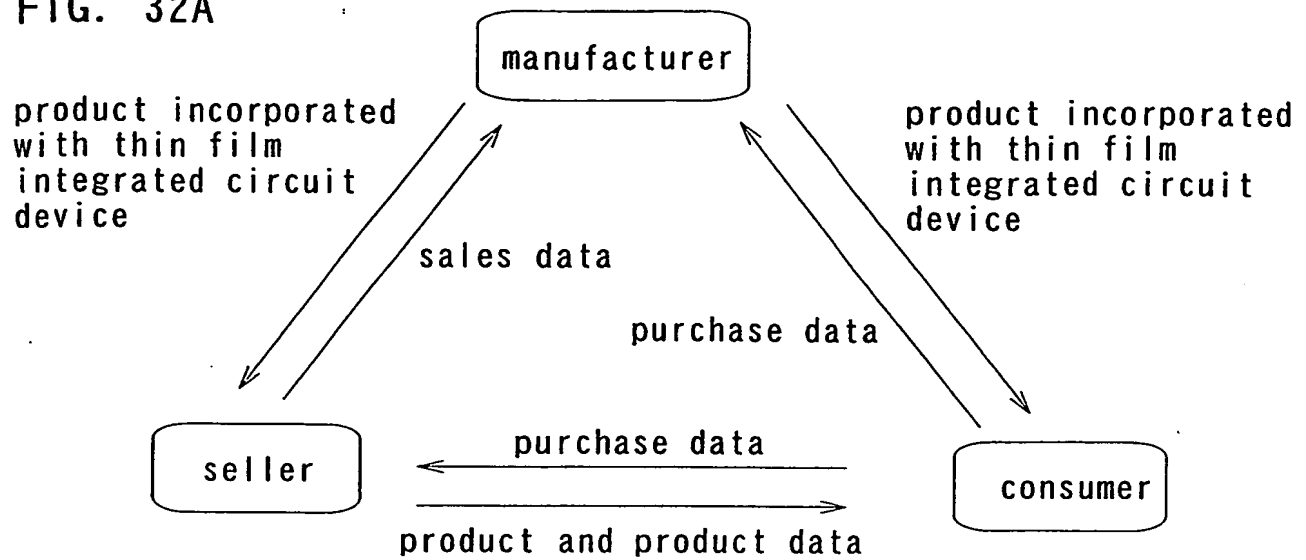 FIG. 32A
manufacturer
product incorporated
with thin film
integrated circuit
device
product incorporated
with thin film
integrated circuit
device
sales data
purchase data
purchase data
seller
consumer
product and product data